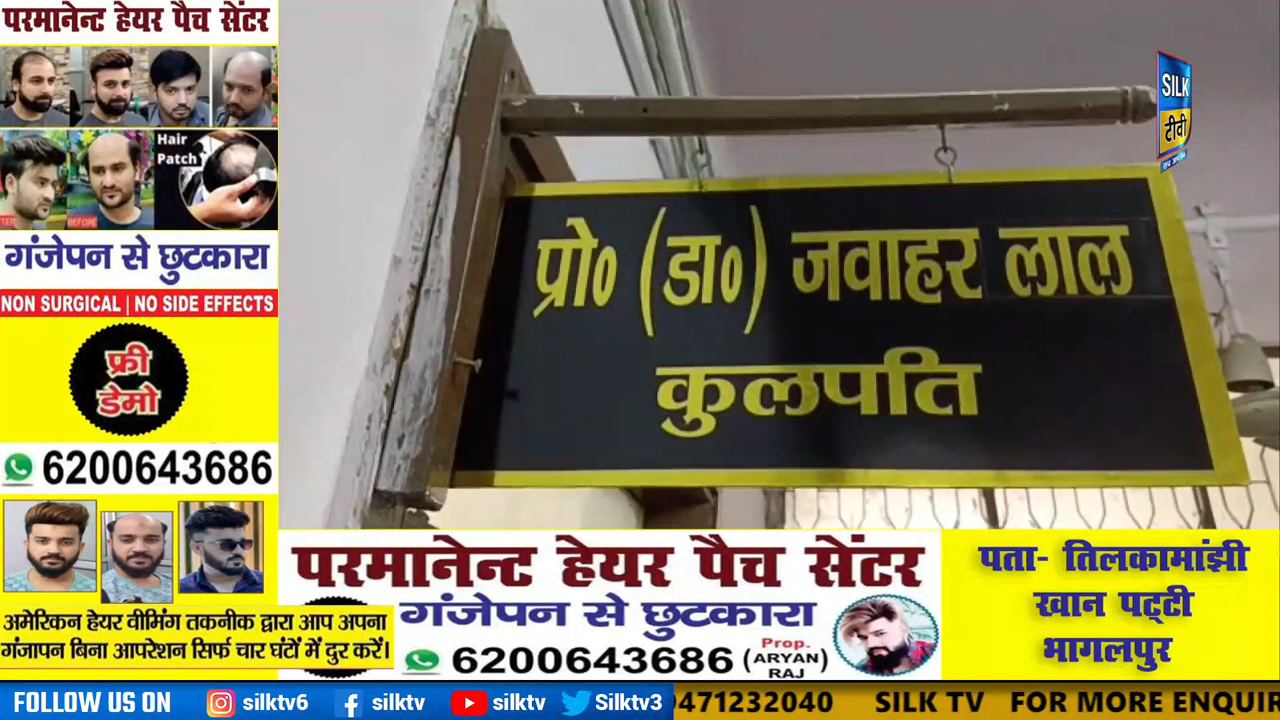 परमानेन्ट हेयर पैच सेंटर
Hair
Patch
BEFORE
गंजेपन से छुटकारा
NON SURGICAL | NO SIDE EFFECTS
फ्री
डेमो
6200643686
अमेरिकन हेयर वीमिंग तकनीक द्वारा आप अपना
गंजापन बिना आपरेशन सिर्फ चार घंटों में दुर करें।
SILK
टीवी
प्रो० (डा०) जवाहर लाल
कुलपति
परमानेन्ट हेयर पैच सेंटर
गंजेपन से छुटकारा
6200643686
Prop.
(ARYAN)
RAJ
पता- तिलकामांझी
खान पट्टी
भागलपुर
FOLLOW US ON silktv6 silktv silktv Silktv3
471232040 SILK TV FOR MORE ENQUIR